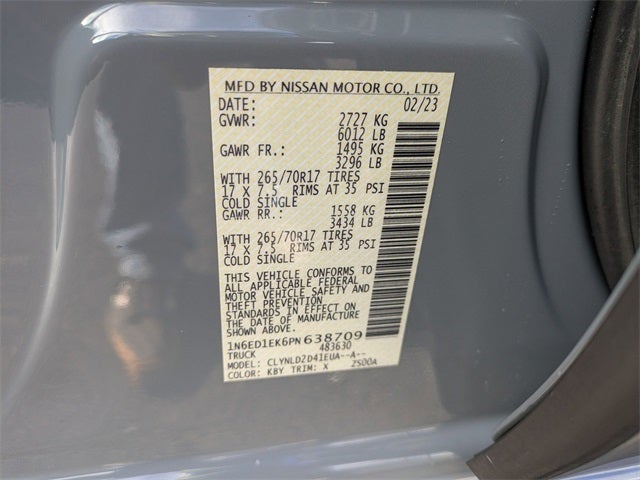 MFD BY NISSAN MOTOR CO., LTD.
DATE: 02/23
GVWR: 2727 KG
6012 LB
GAWR FR.: 1495 KG
3296 LB
WITH 265/70R17 TIRES
17 X 7.5 RIMS AT 35 PSI
COLD SINGLE
GAWR RR.: 1558 KG
3434 LB
WITH 265/70R17 TIRES
17 X 7.5 RIMS AT 35 PSI
COLD SINGLE
THIS VEHICLE CONFORMS TO
ALL APPLICABLE FEDERAL
MOTOR VEHICLE SAFETY AND
THEFT PREVENTION
STANDARDS IN EFFECT ON
THE DATE OF MANUFACTURE
SHOWN ABOVE.
1N6ED1EK6PN638709
TRUCK 483630
MODEL: CLYNLD2D41EUA--A--
COLOR: KBY TRIM: X 2500A